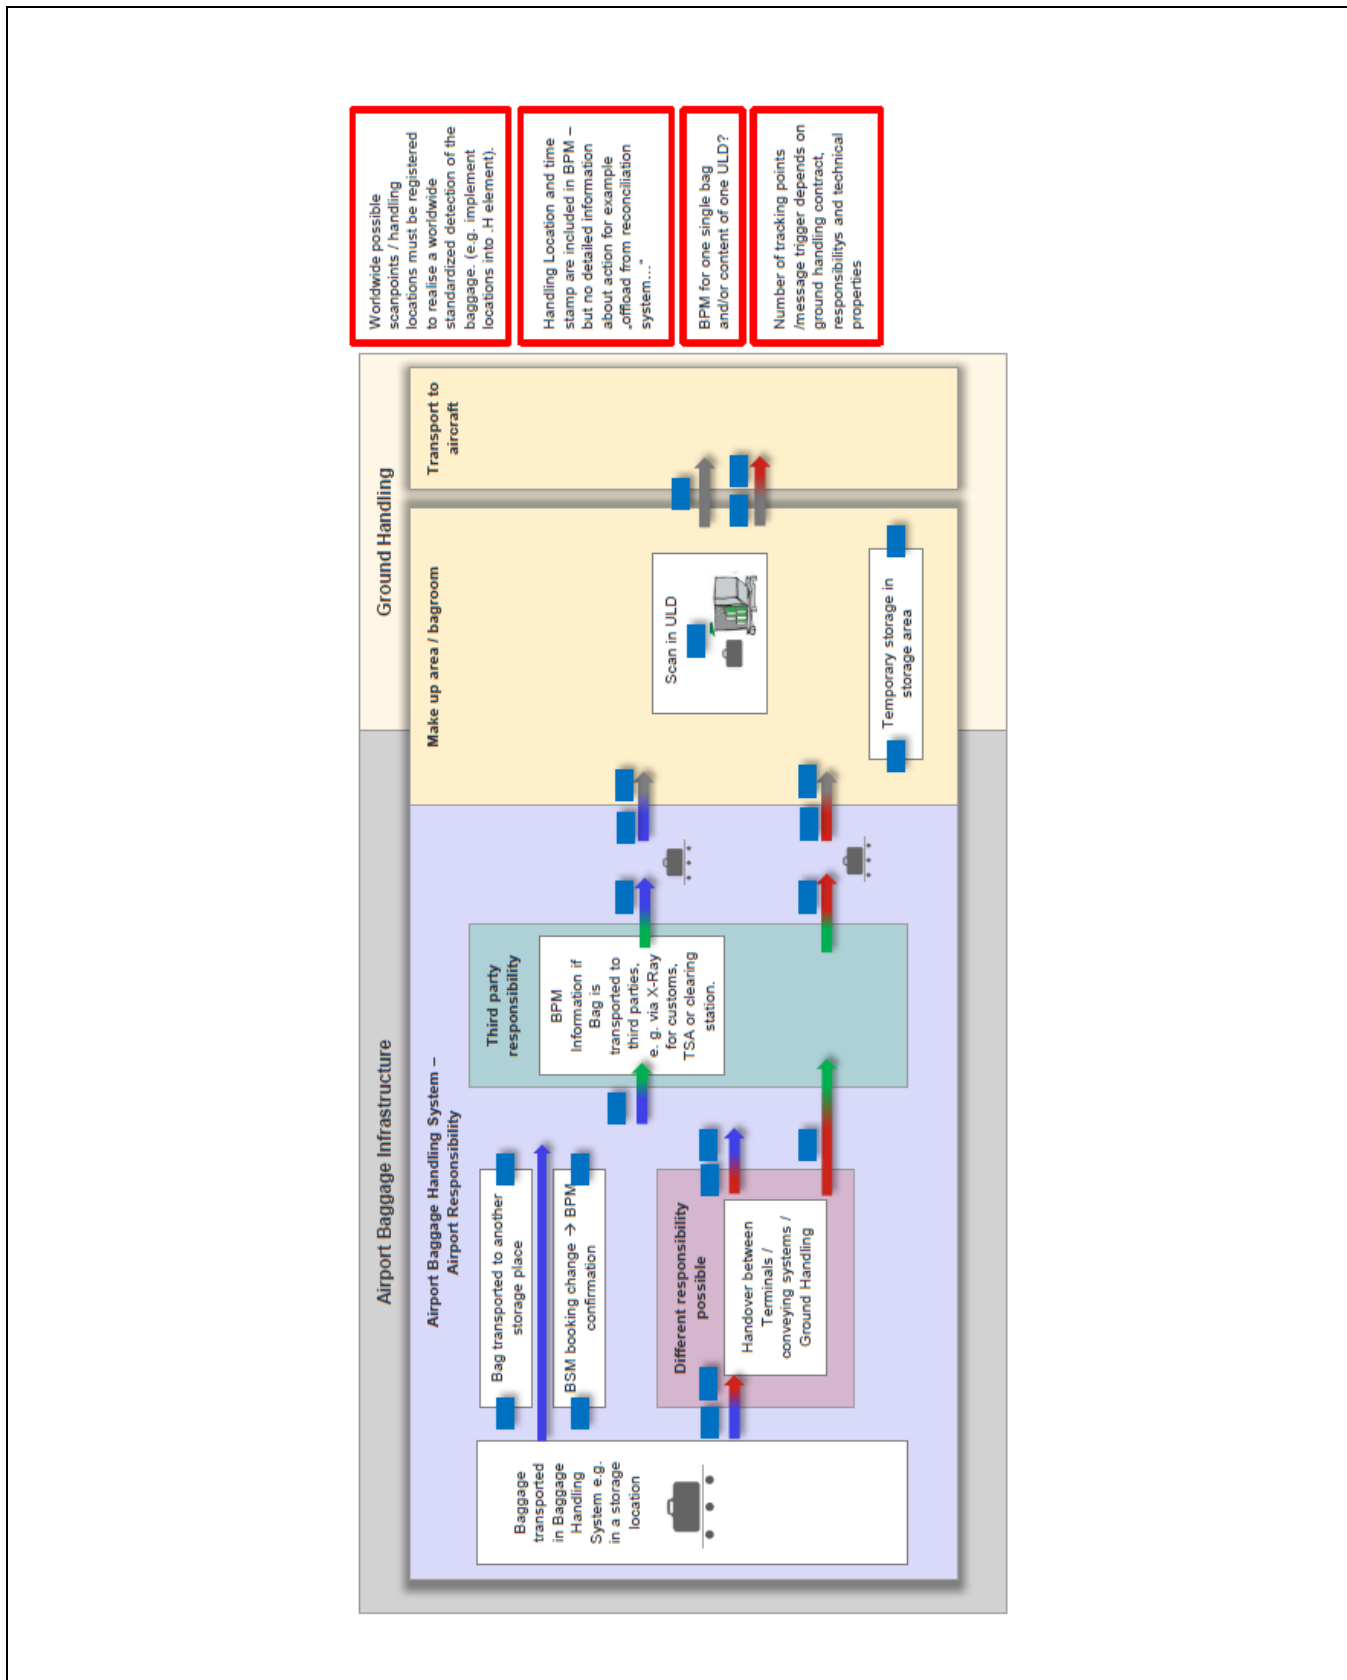 Airport Baggage Infrastructure
Ground Handling
Airport Baggage Handling System –
Airport Responsibility
Baggage
transported
in Baggage
Handling
System e.g.
in a storage
location
Bag transported to another
storage place
BSM booking change → BPM
confirmation
Different responsibility
possible
Handover between
Terminals /
conveying systems /
Ground Handling
Third party
responsibility
BPM
Information if
Bag is
transported to
third parties,
e. g. via X-Ray
for customs,
TSA or clearing
station.
Make up area / bagroom
Scan in ULD
Temporary storage in
storage area
Transport to
aircraft
Worldwide possible
scanpoints / handling
locations must be registered
to realise a worldwide
standardized detection of the
baggage. (e.g. implement
locations into .H element).
Handling Location and time
stamp are included in BPM –
but no detailed information
about action for example
„offload from reconciliation
system...“
BPM for one single bag
and/or content of one ULD?
Number of tracking points
/message trigger depends on
ground handling contract,
responsibilitys and technical
properties